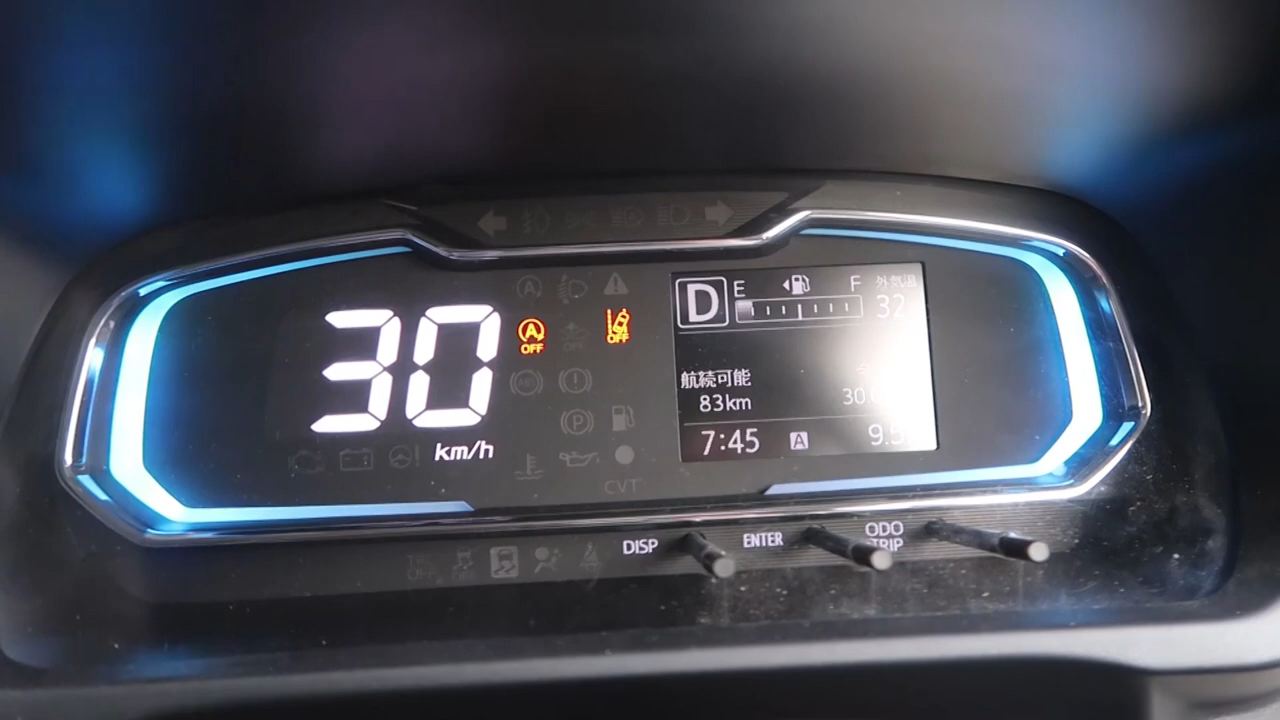 30
km/h
A
OFF
OFF
A
P
CVT
D
E
F
外気温
32
航続可能
83km
30.
7:45
A
9.5
DISP
ENTER
ODO
TRIP